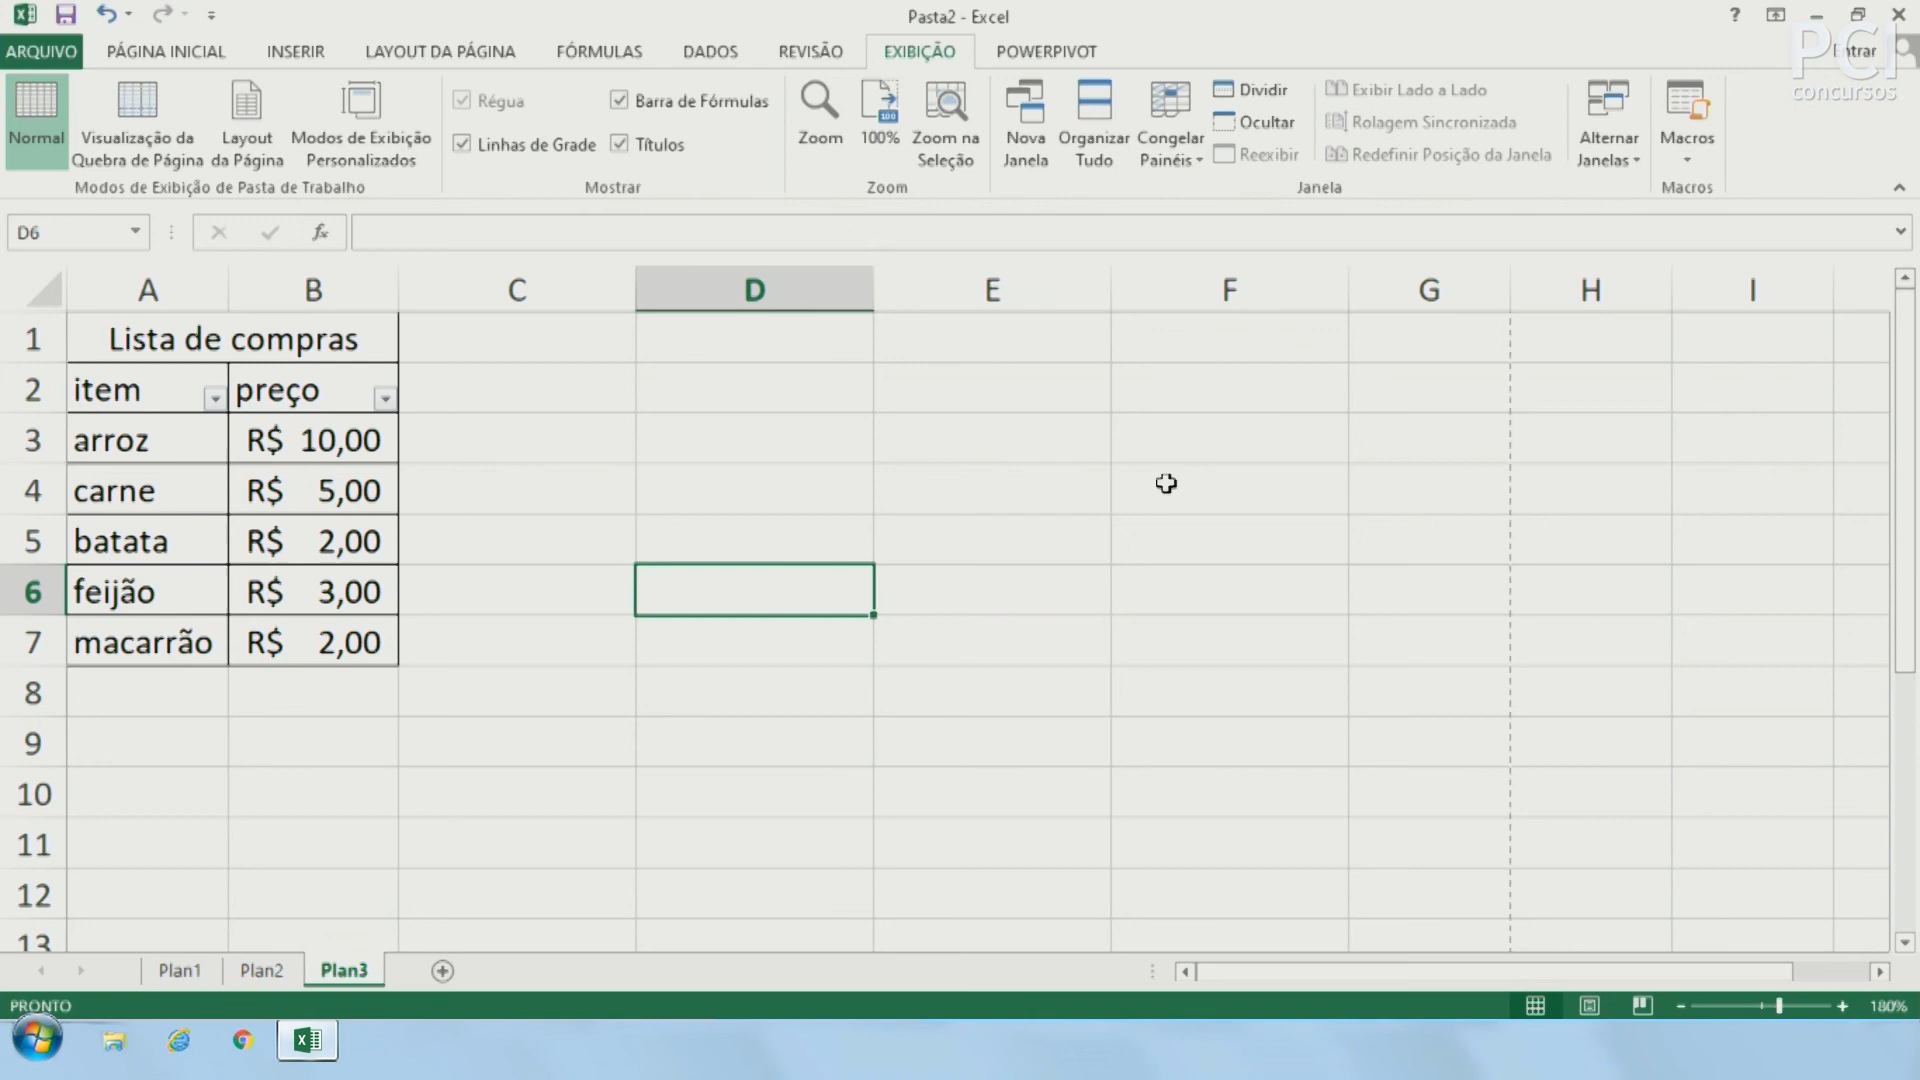 Pasta2 - Excel
?
ARQUIVO PÁGINA INICIAL INSERIR LAYOUT DA PÁGINA FÓRMULAS DADOS REVISÃO EXIBIÇÃO POWERPIVOT Entrar
PCI
concursos
Normal
Visualização da
Quebra de Página
Layout
da Página
Modos de Exibição
Personalizados
Modos de Exibição de Pasta de Trabalho
Régua
Barra de Fórmulas
Linhas de Grade
Títulos
Mostrar
Zoom
100
100%
Zoom na
Seleção
Zoom
Nova
Janela
Organizar
Tudo
Congelar
Painéis
Dividir
Ocultar
Reexibir
Exibir Lado a Lado
Rolagem Sincronizada
Redefinir Posição da Janela
Janela
Alternar
Janelas
Macros
Macros
D6
fx
A B C D E F G H I
1 Lista de compras
2 item preço
3 arroz R$ 10,00
4 carne R$ 5,00
5 batata R$ 2,00
6 feijão R$ 3,00
7 macarrão R$ 2,00
8
9
10
11
12
13
Plan1 Plan2 Plan3
PRONTO
180%